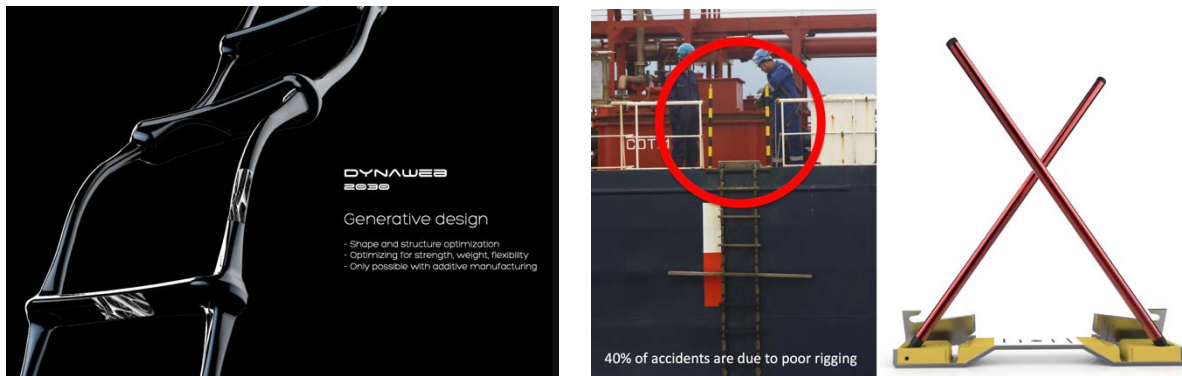 DYNAWEB
2030
Generative design
- Shape and structure optimization
- Optimizing for strength, weight, flexibility
- Only possible with additive manufacturing
COT.1
40% of accidents are due to poor rigging